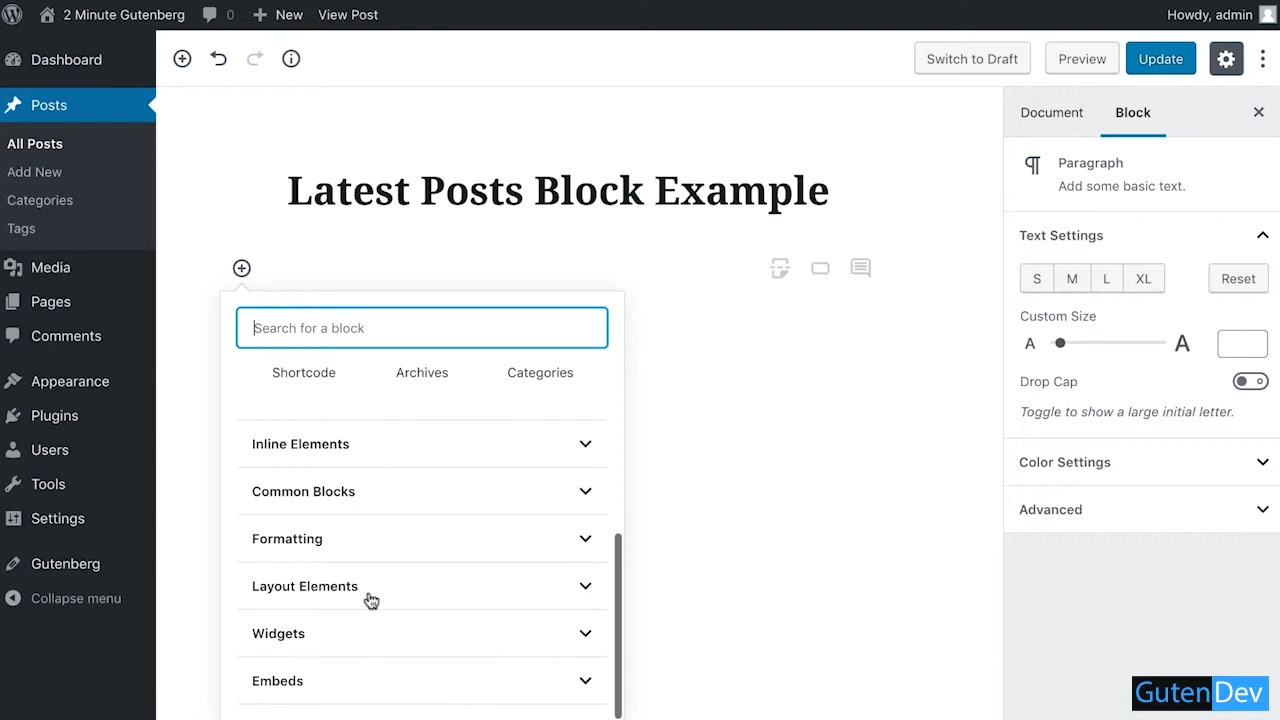 2 Minute Gutenberg 0 New View Post Howdy, admin
Dashboard
Posts
All Posts
Add New
Categories
Tags
Media
Pages
Comments
Appearance
Plugins
Users
Tools
Settings
Gutenberg
Collapse menu
Switch to Draft Preview Update
Latest Posts Block Example
Search for a block
Shortcode Archives Categories
Inline Elements
Common Blocks
Formatting
Layout Elements
Widgets
Embeds
Document Block
Paragraph
Add some basic text.
Text Settings
S M L XL Reset
Custom Size
A A
Drop Cap
Toggle to show a large initial letter.
Color Settings
Advanced
GutenDev